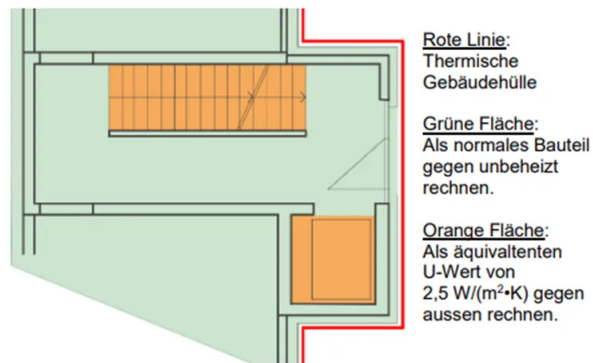 Rote Linie:
Thermische
Gebäudehülle
Grüne Fläche:
Als normales Bauteil
gegen unbeheizt
rechnen.
Orange Fläche:
Als äquivaltenten
U-Wert von
2,5 W/(m²•K) gegen
aussen rechnen.